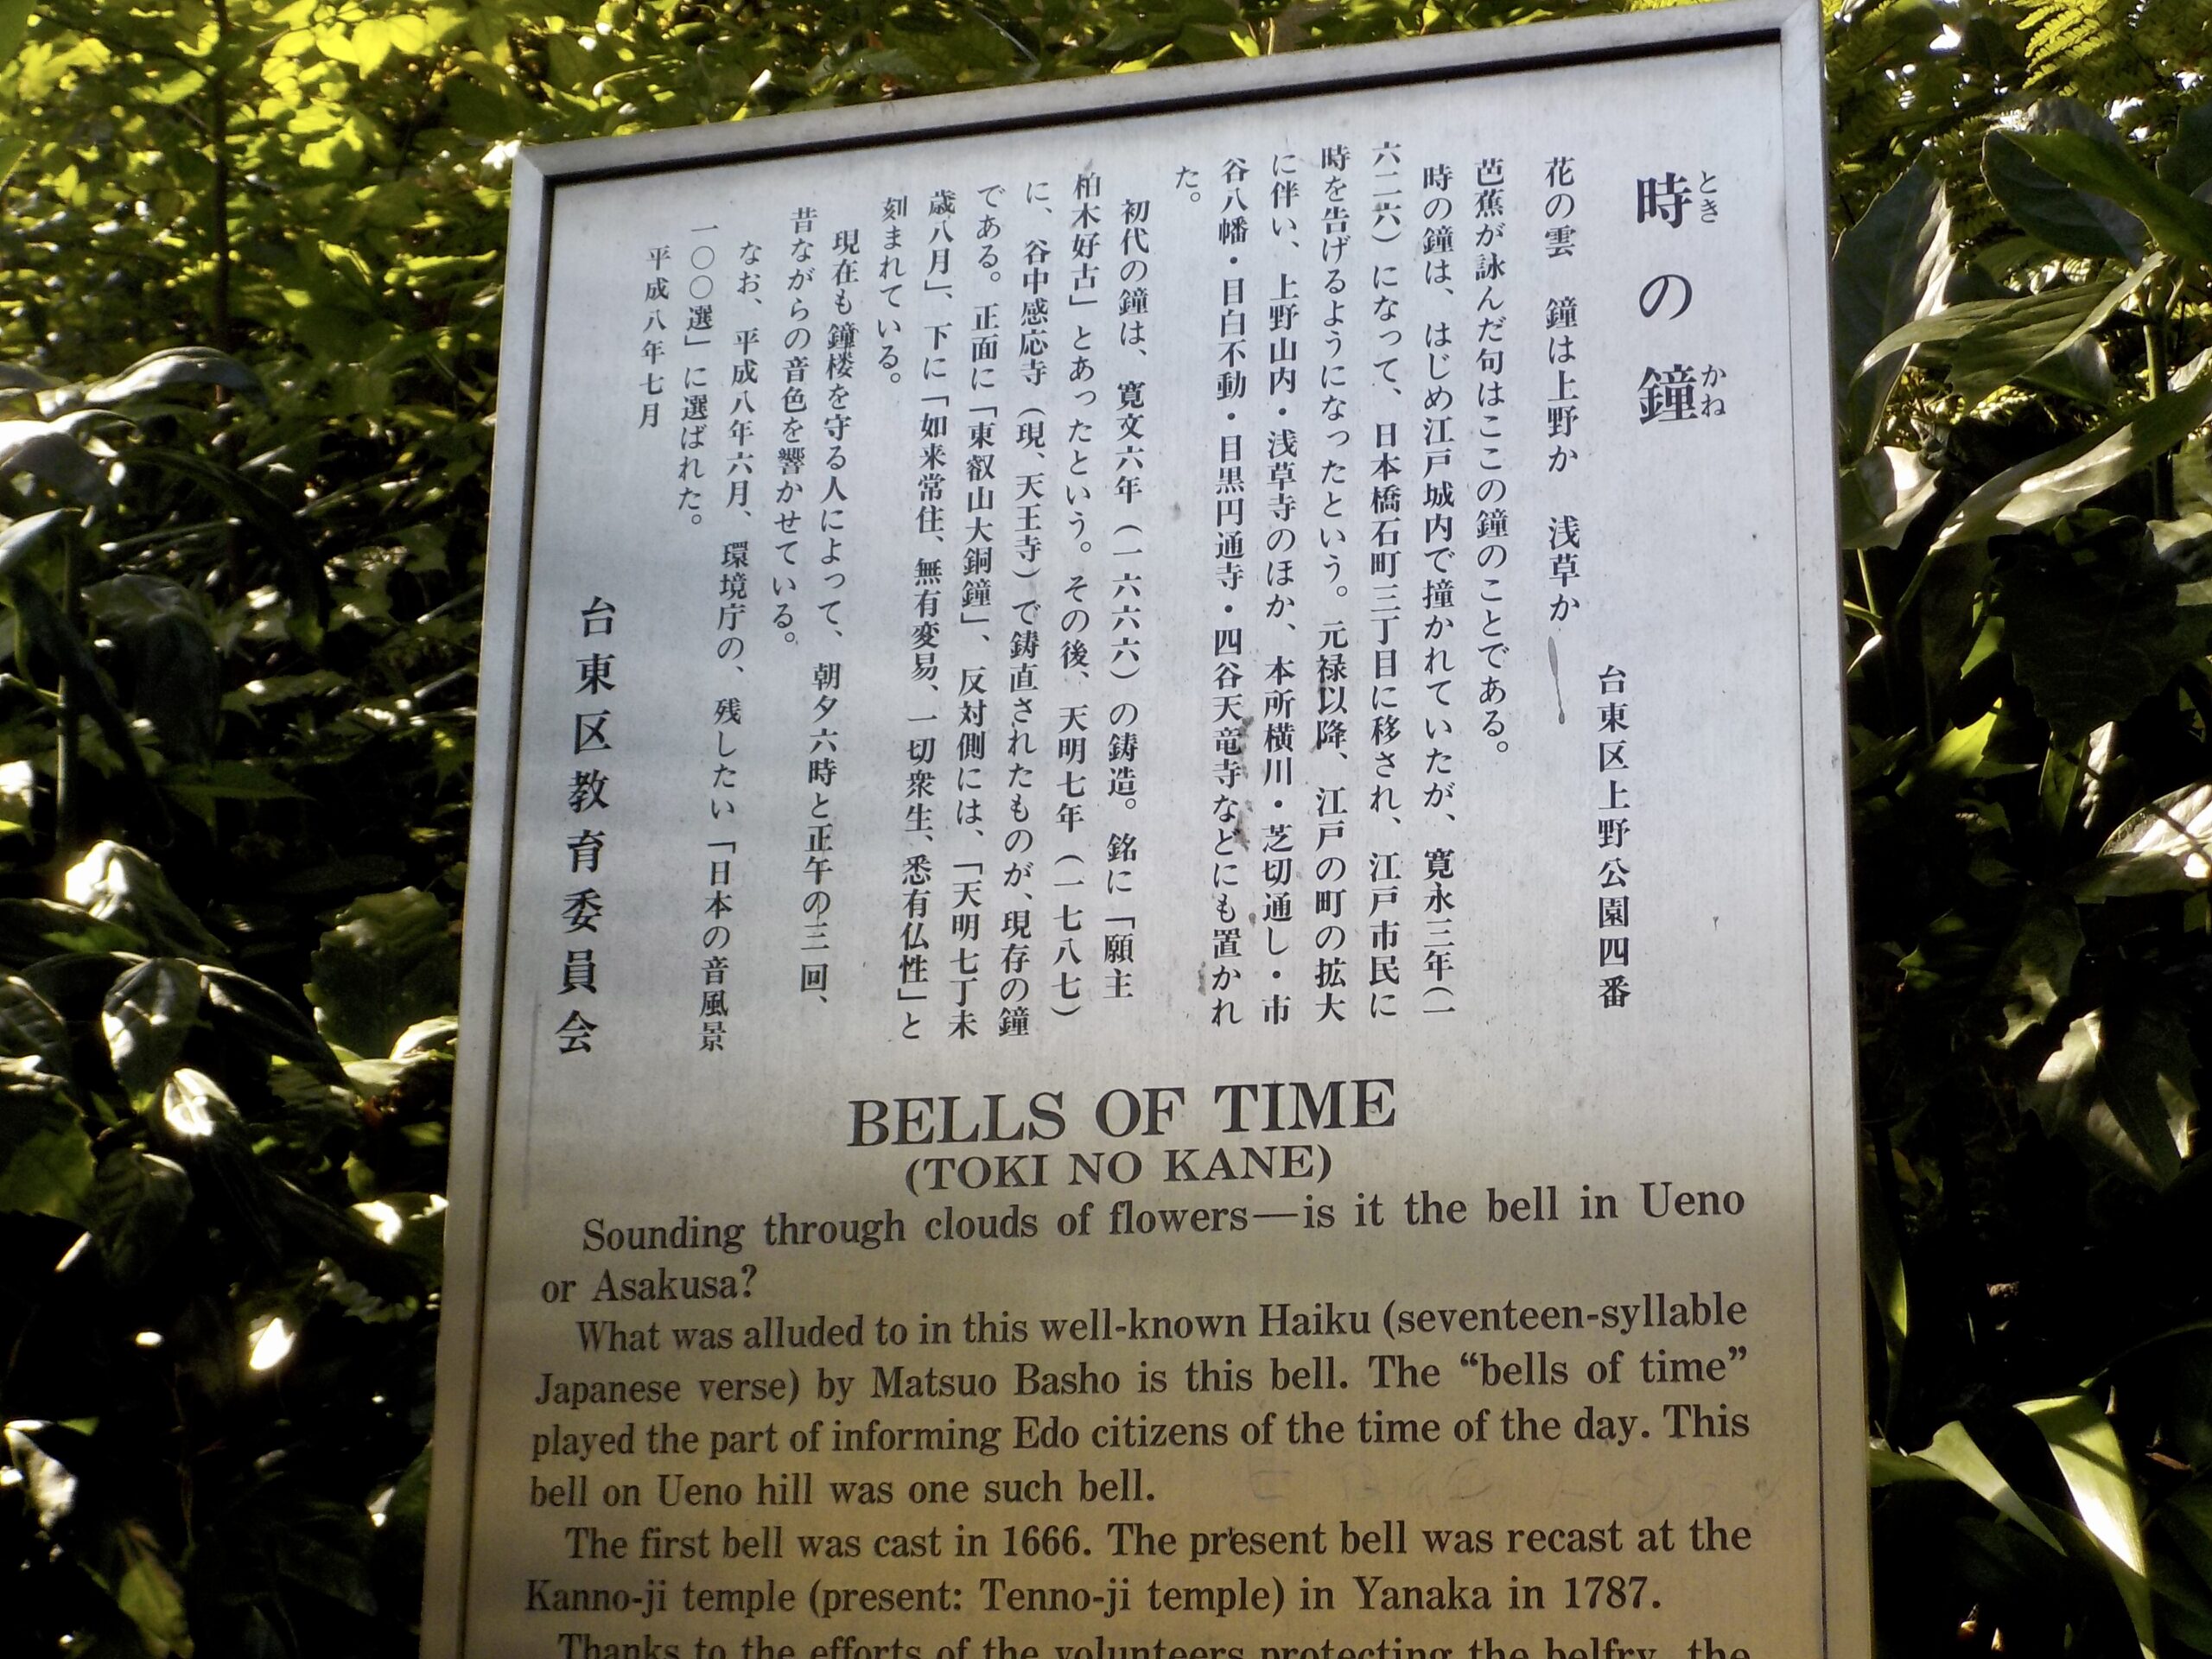 時の鐘
とき
かね
台東区上野公園四番
花の雲　鐘は上野か　浅草か
芭蕉が詠んだ句はここの鐘のことである。
時の鐘は、はじめ江戸城内で撞かれていたが、寛永三年(一
六二六)になって、日本橋石町三丁目に移され、江戸市民に
時を告げるようになったという。元禄以降、江戸の町の拡大
に伴い、上野山内・浅草寺のほか、本所横川・芝切通し・市
谷八幡・目白不動・目黒円通寺・四谷天竜寺などにも置かれ
た。
初代の鐘は、寛文六年(一六六六)の鋳造。銘に「願主
柏木好古」とあったという。その後、天明七年(一七八七)
に、谷中感応寺(現、天王寺)で鋳直されたものが、現存の鐘
である。正面に「東叡山大銅鐘」、反対側には、「天明七丁未
歳八月」、下に「如来常住、無有変易、一切衆生、悉有仏性」と
刻まれている。
現在も鐘楼を守る人によって、朝夕六時と正午の三回、
昔ながらの音色を響かせている。
なお、平成八年六月、環境庁の、残したい「日本の音風景
一〇〇選」に選ばれた。
平成八年七月
台東区教育委員会
BELLS OF TIME
(TOKI NO KANE)
Sounding through clouds of flowers—is it the bell in Ueno
or Asakusa?
What was alluded to in this well-known Haiku (seventeen-syllable
Japanese verse) by Matsuo Basho is this bell. The “bells of time”
played the part of informing Edo citizens of the time of the day. This
bell on Ueno hill was one such bell.
The first bell was cast in 1666. The present bell was recast at the
Kanno-ji temple (present: Tenno-ji temple) in Yanaka in 1787.
Thanks to the efforts of the volunteers protecting the belfry, the